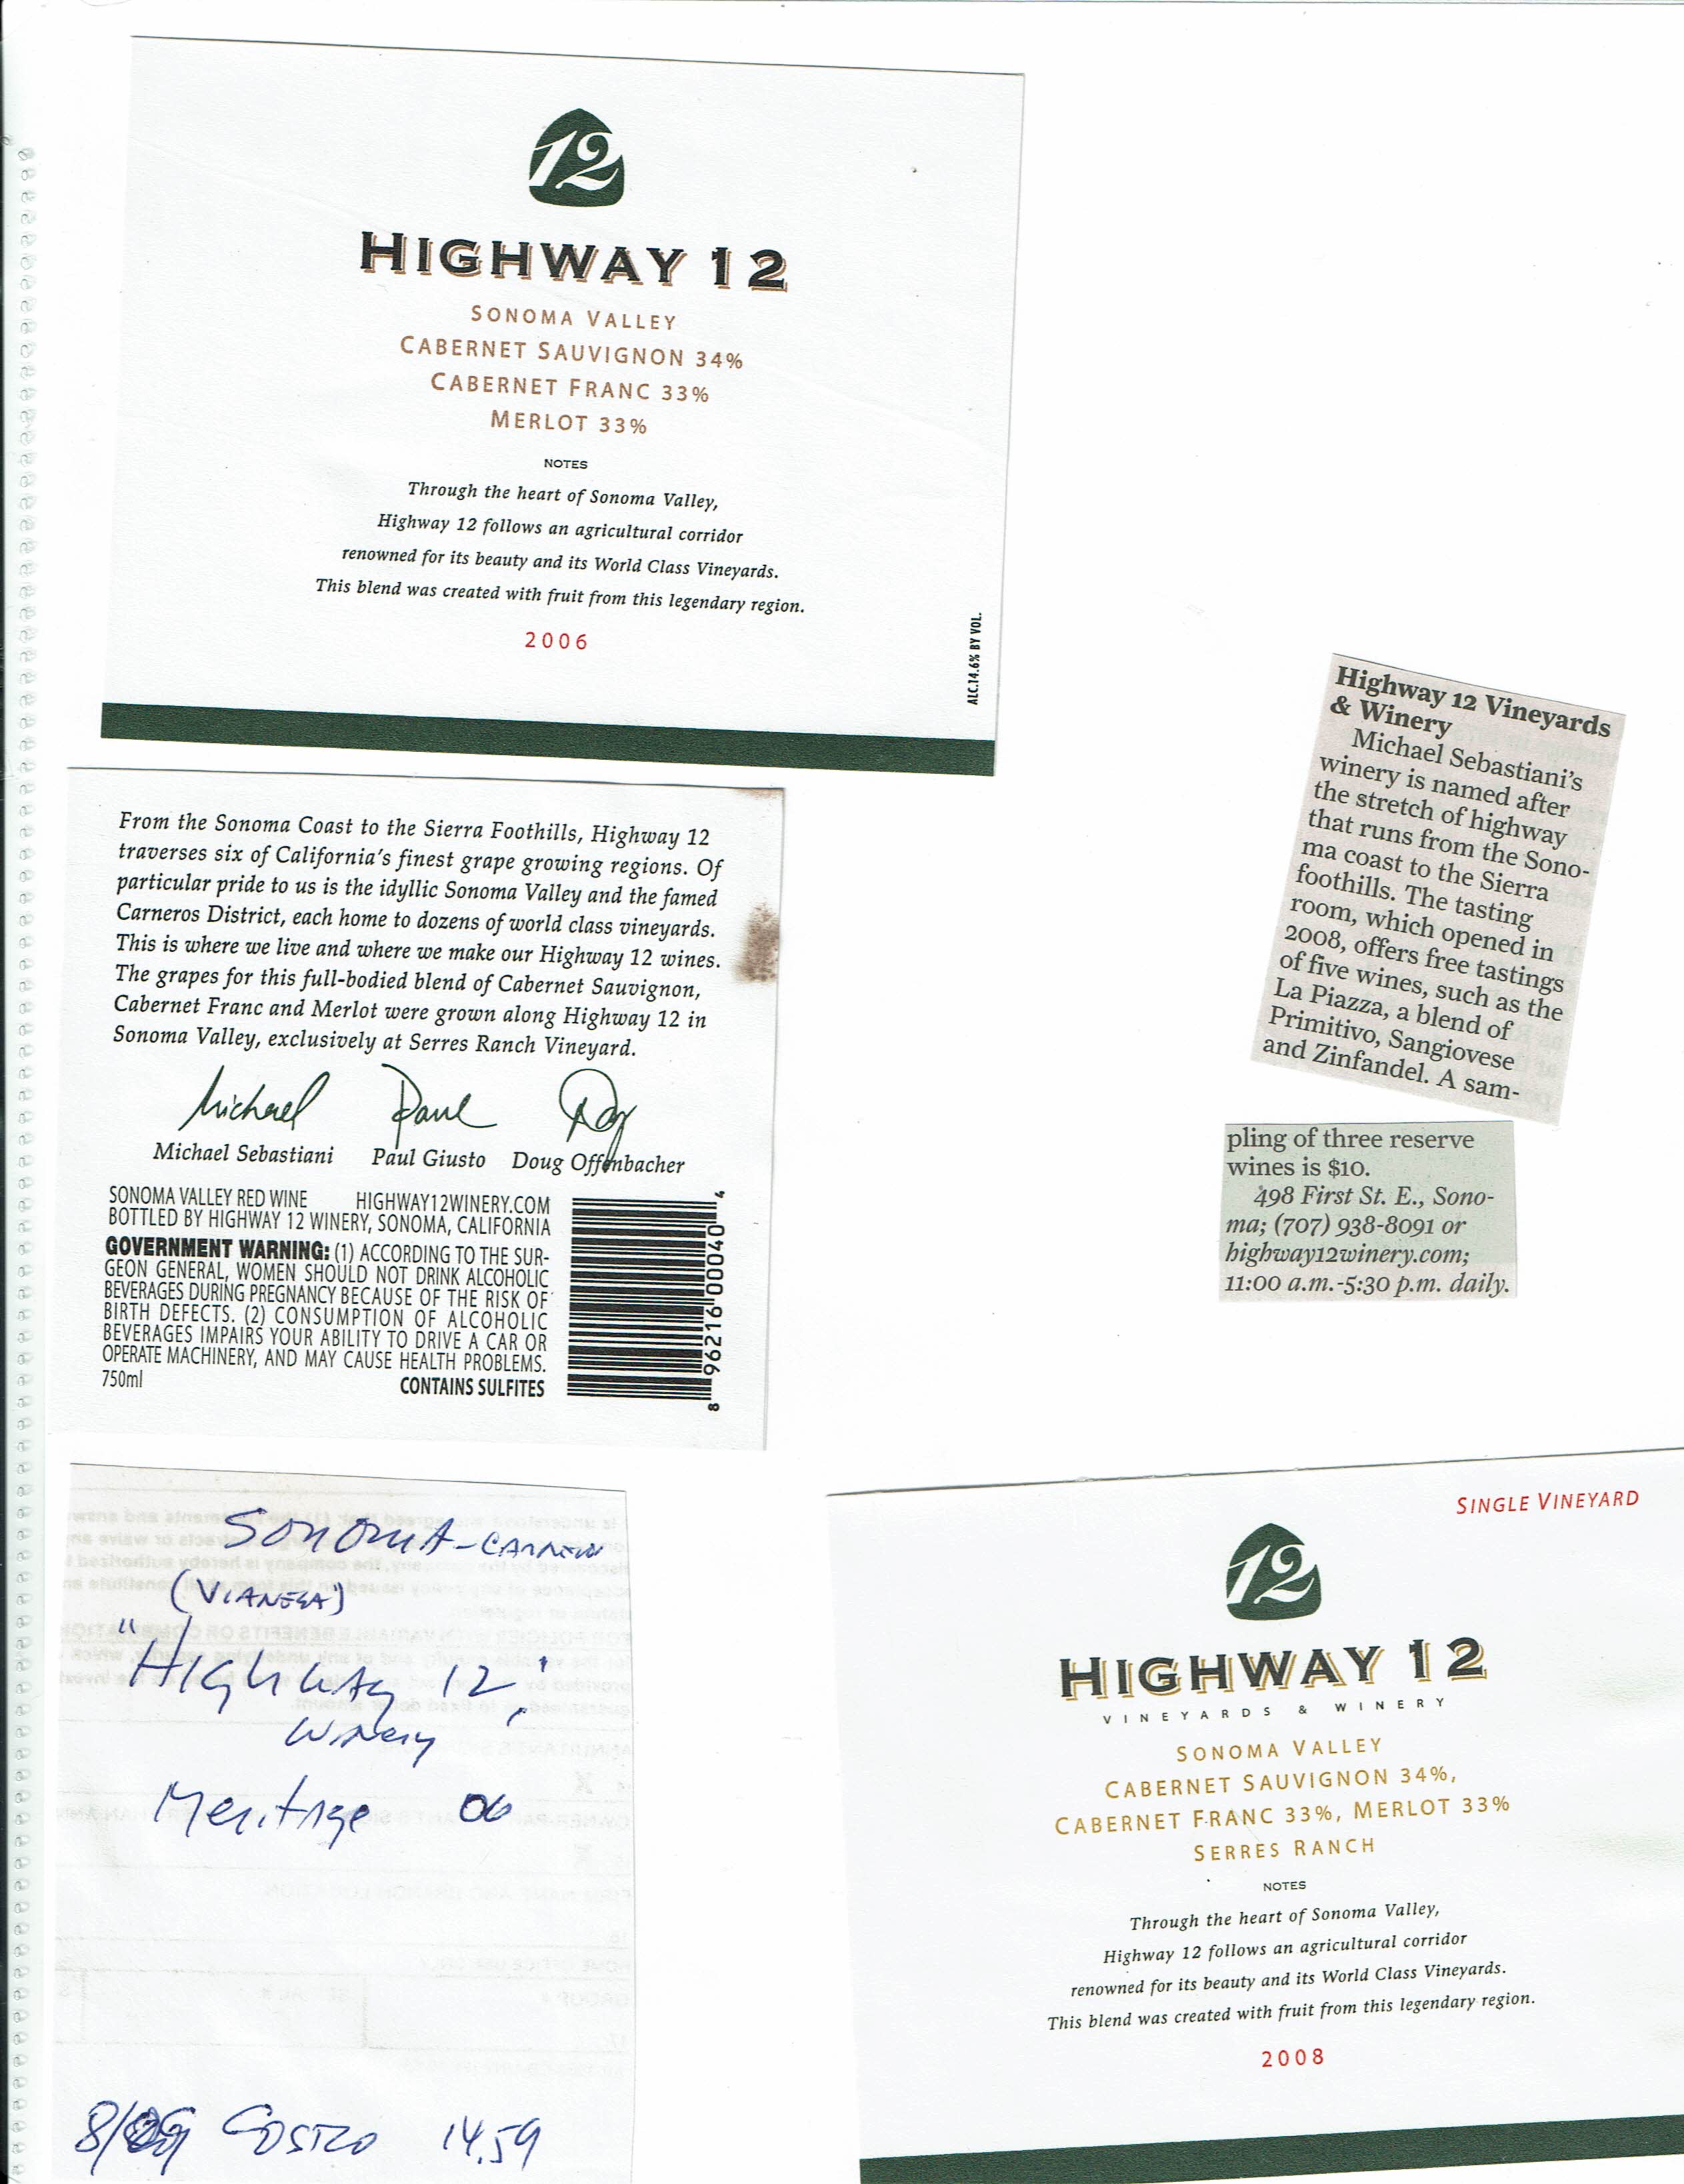 12
HIGHWAY 12
SONOMA VALLEY
CABERNET SAUVIGNON 34%
CABERNET FRANC 33%
MERLOT 33%
NOTES
Through the heart of Sonoma Valley,
Highway 12 follows an agricultural corridor
renowned for its beauty and its World Class Vineyards.
This blend was created with fruit from this legendary region.
2006
ALC.14.6% BY VOL.
From the Sonoma Coast to the Sierra Foothills, Highway 12
traverses six of California's finest grape growing regions. Of
particular pride to us is the idyllic Sonoma Valley and the famed
Carneros District, each home to dozens of world class vineyards.
This is where we live and where we make our Highway 12 wines.
The grapes for this full-bodied blend of Cabernet Sauvignon,
Cabernet Franc and Merlot were grown along Highway 12 in
Sonoma Valley, exclusively at Serres Ranch Vineyard.
Michael Paul Doug
Michael Sebastiani Paul Giusto Doug Offenbacher
SONOMA VALLEY RED WINE HIGHWAY12WINERY.COM
BOTTLED BY HIGHWAY 12 WINERY, SONOMA, CALIFORNIA
GOVERNMENT WARNING: (1) ACCORDING TO THE SUR-
GEON GENERAL, WOMEN SHOULD NOT DRINK ALCOHOLIC
BEVERAGES DURING PREGNANCY BECAUSE OF THE RISK OF
BIRTH DEFECTS. (2) CONSUMPTION OF ALCOHOLIC
BEVERAGES IMPAIRS YOUR ABILITY TO DRIVE A CAR OR
OPERATE MACHINERY, AND MAY CAUSE HEALTH PROBLEMS.
750ml CONTAINS SULFITES
8 96216 00040 4
Highway 12 Vineyards
& Winery
Michael Sebastiani's
winery is named after
the stretch of highway
that runs from the Sono-
ma coast to the Sierra
foothills. The tasting
room, which opened in
2008, offers free tastings
of five wines, such as the
La Piazza, a blend of
Primitivo, Sangiovese
and Zinfandel. A sam-
pling of three reserve
wines is $10.
498 First St. E., Sono-
ma; (707) 938-8091 or
highway12winery.com;
11:00 a.m.-5:30 p.m. daily.
SONOMA-
(VIANSA)
"Highway 12"
Winery
Meritage 06
8/09 COSTCO 14.59
SINGLE VINEYARD
12
HIGHWAY 12
VINEYARDS & WINERY
SONOMA VALLEY
CABERNET SAUVIGNON 34%,
CABERNET FRANC 33%, MERLOT 33%
SERRES RANCH
NOTES
Through the heart of Sonoma Valley,
Highway 12 follows an agricultural corridor
renowned for its beauty and its World Class Vineyards.
This blend was created with fruit from this legendary region.
2008